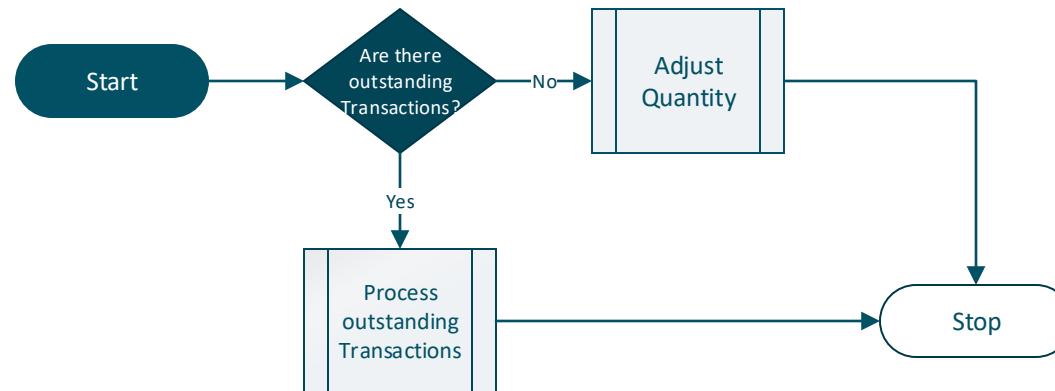 Start
Are there
outstanding
Transactions?
No
Adjust
Quantity
Yes
Process
outstanding
Transactions
Stop